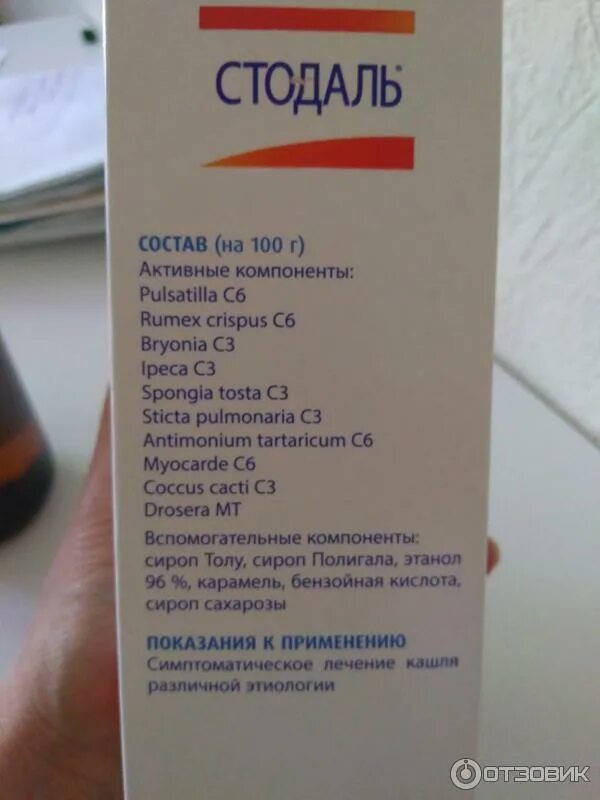 СТОДАЛЬ®
СОСТАВ (на 100 г)
Активные компоненты:
Pulsatilla C6
Rumex crispus C6
Bryonia C3
Ipeca C3
Spongia tosta C3
Sticta pulmonaria C3
Antimonium tartaricum C6
Myocarde C6
Coccus cacti C3
Drosera MT
Вспомогательные компоненты:
сироп Толу, сироп Полигала, этанол
96 %, карамель, бензойная кислота,
сироп сахарозы
ПОКАЗАНИЯ К ПРИМЕНЕНИЮ
Симптоматическое лечение кашля
различной этиологии
ОТЗОВИК